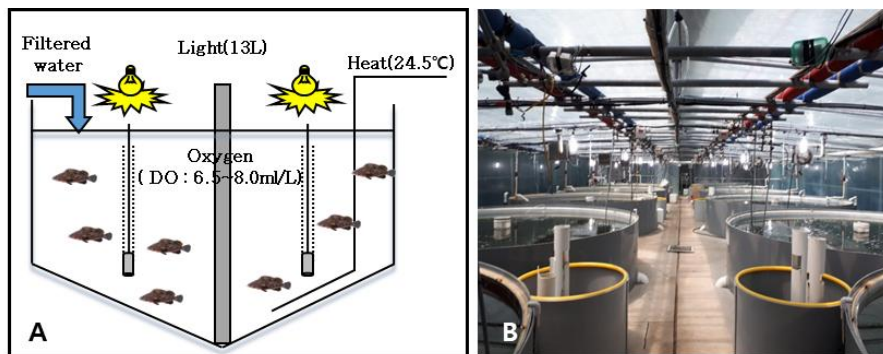 Filtered
water
Light(13L)
Heat(24.5℃)
Oxygen
( DO : 6.5~8.0ml/L)
A
B